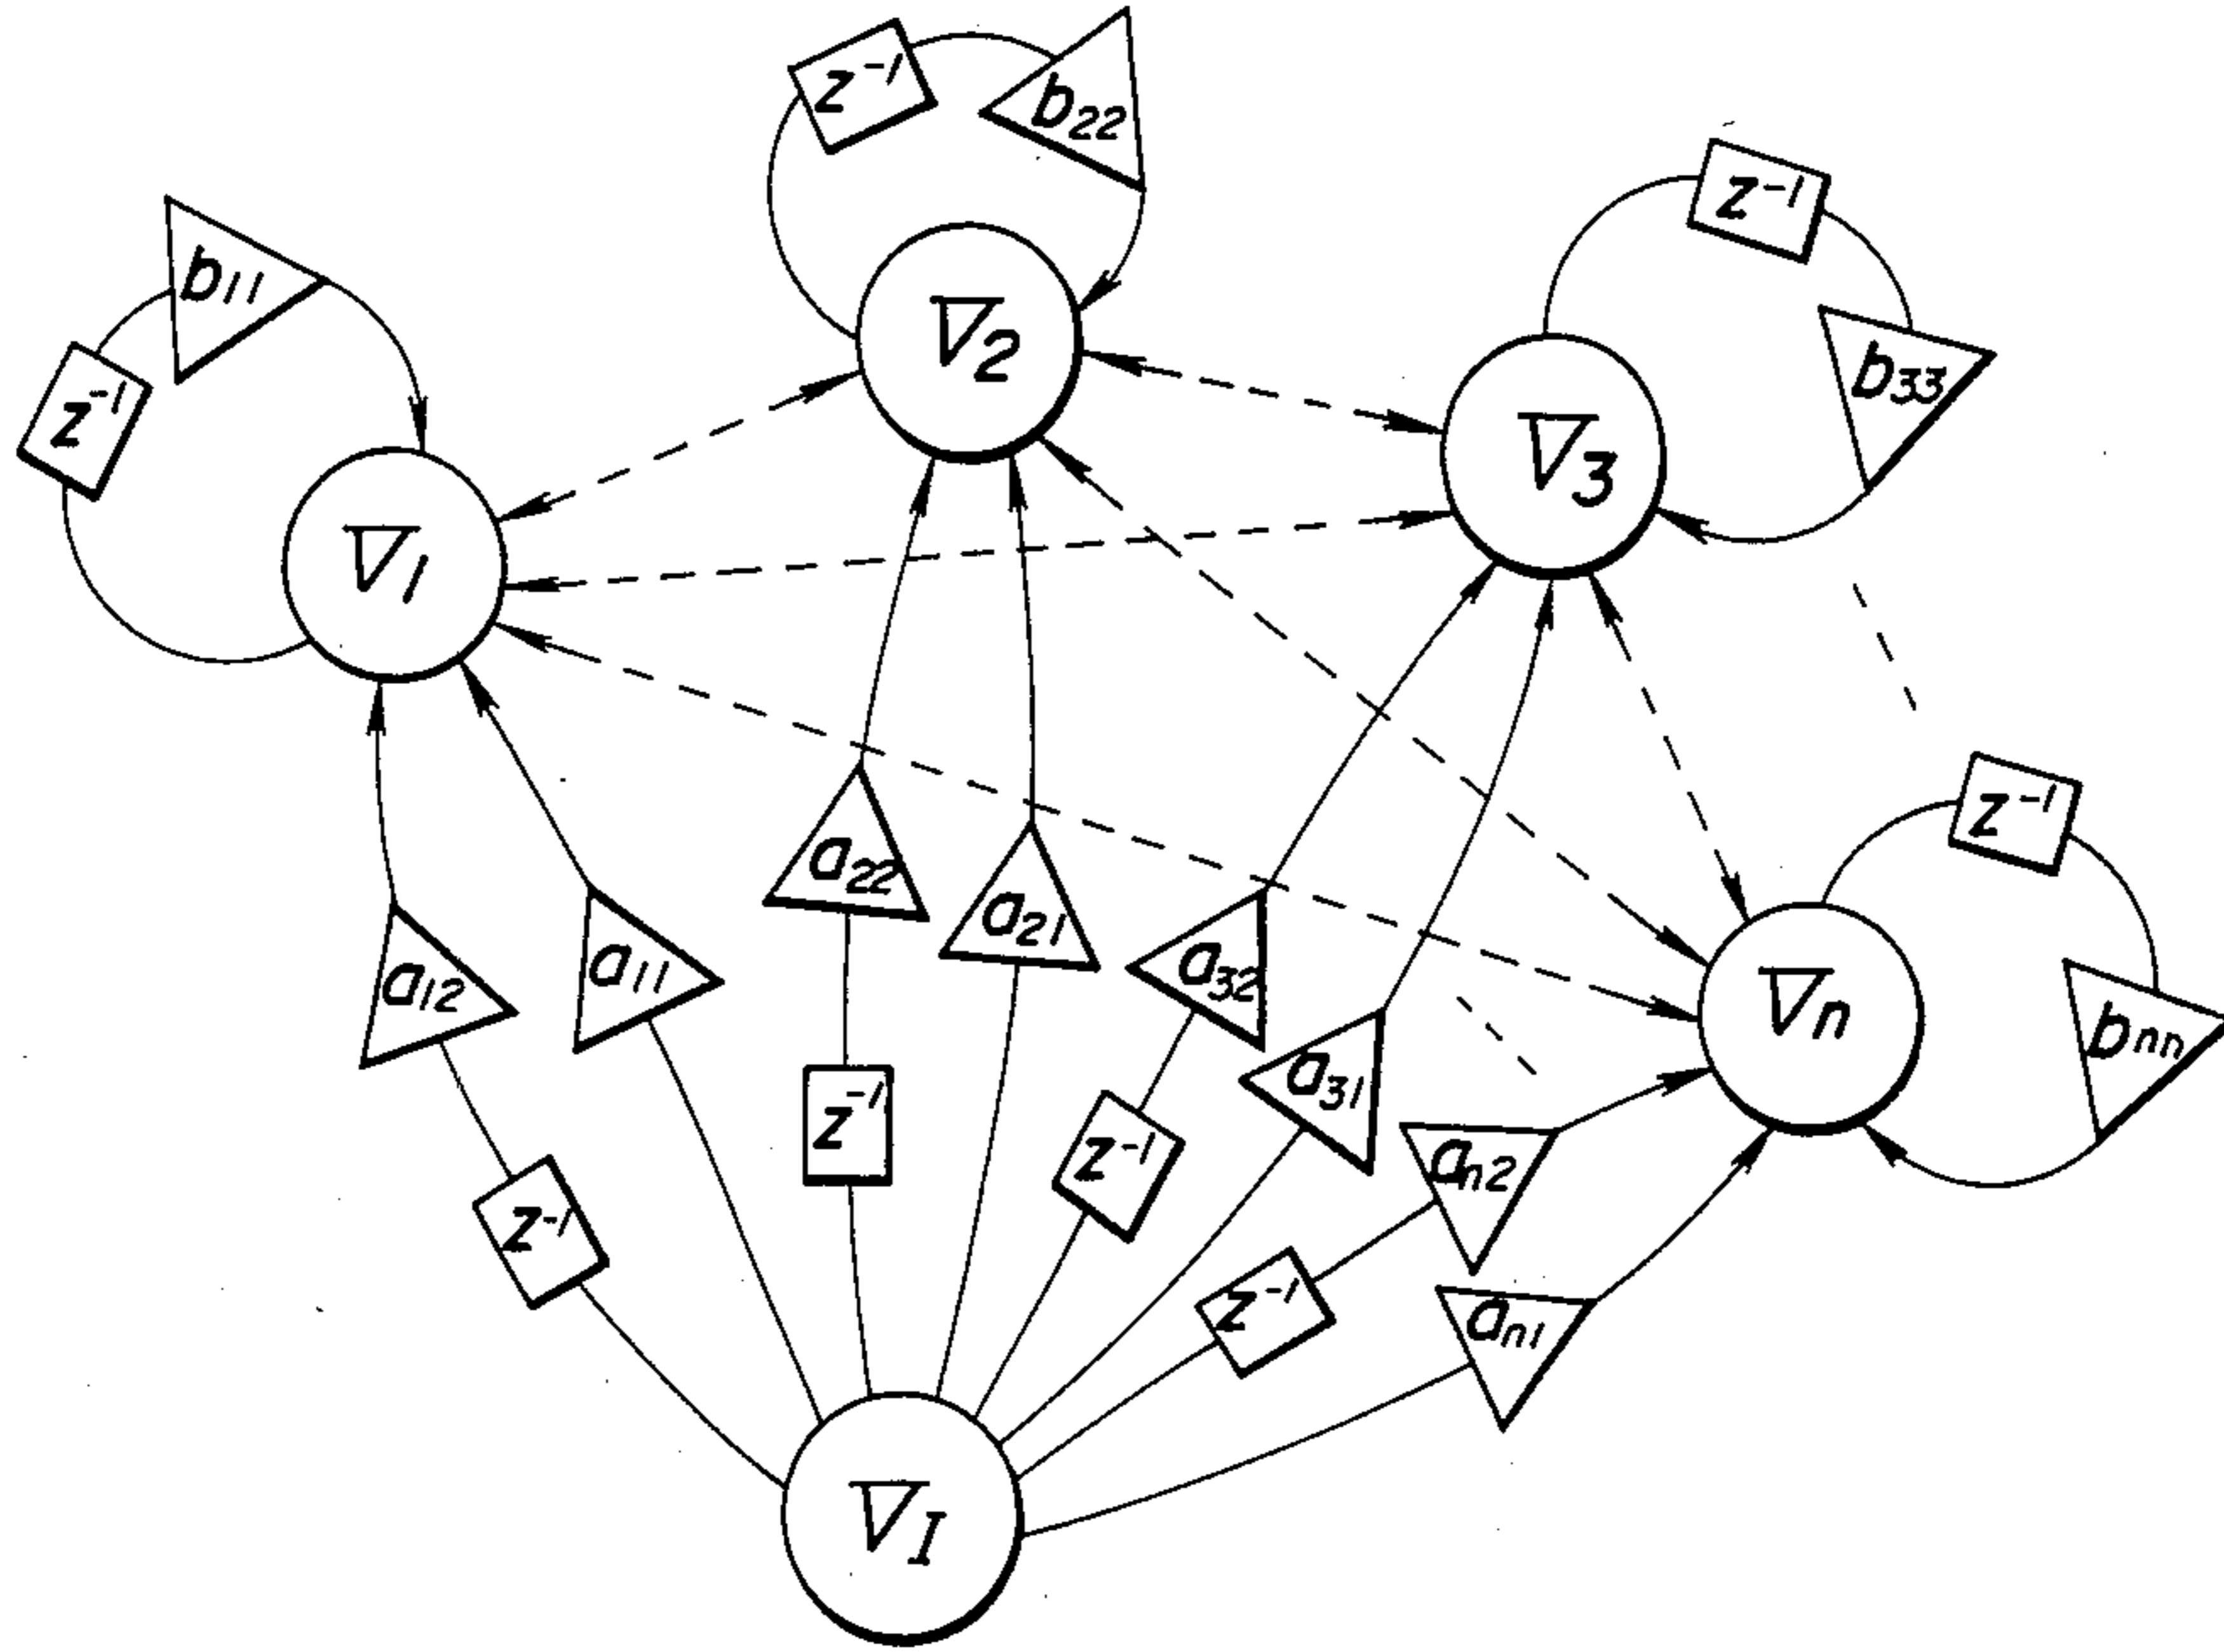 z⁻¹
b₂₂
z⁻¹
b₁₁
V₂
b₃₃
z⁻¹
V₃
V₁
z⁻¹
a₂₂
a₂₁
a₃₂
a₁₂
a₁₁
Vₙ
bₙₙ
a₃₁
z⁻¹
z⁻¹
aₙ₂
z⁻¹
z⁻¹
aₙ₁
V_I